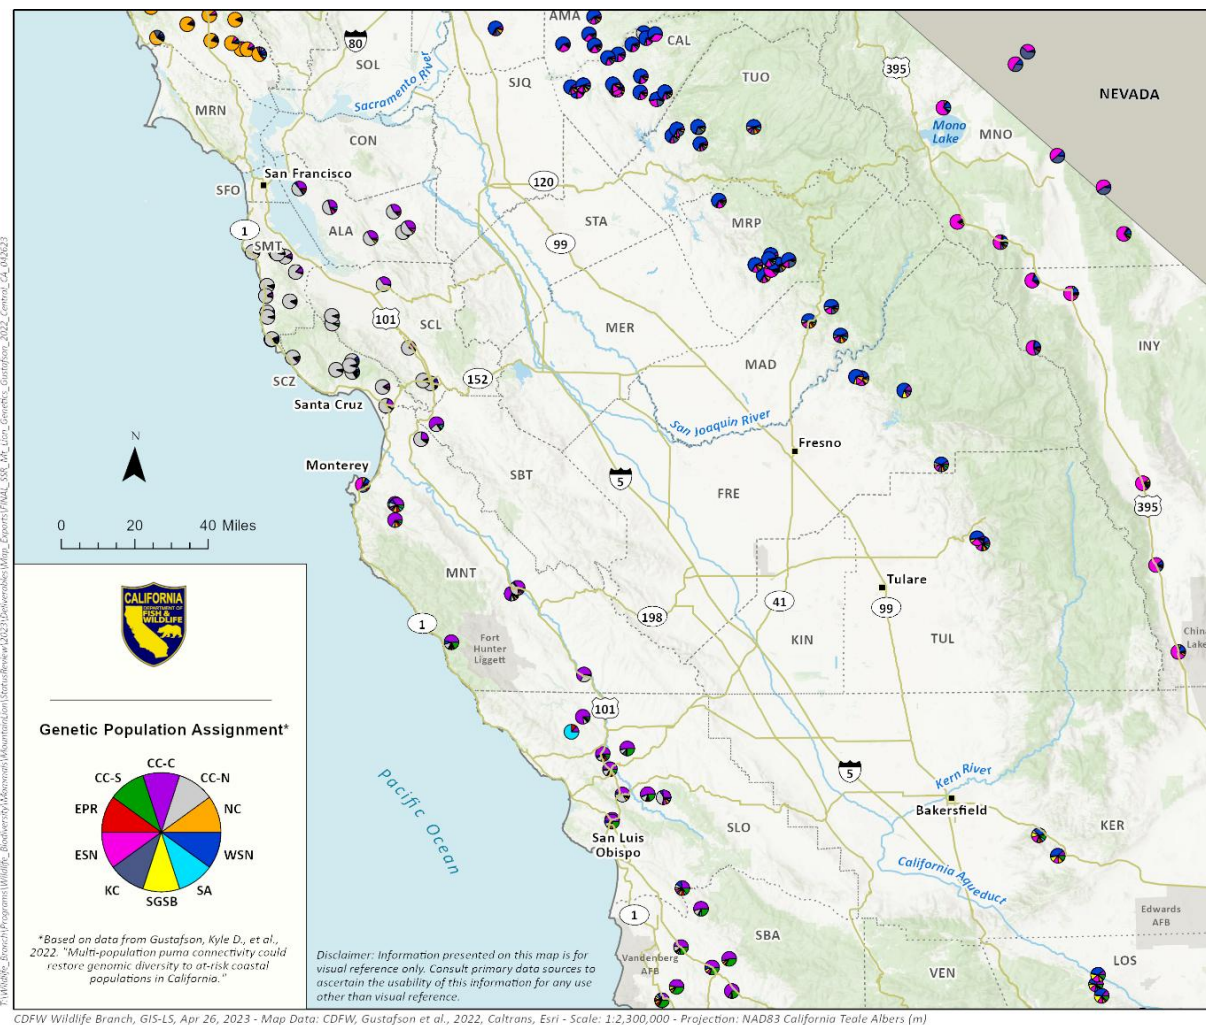 80
AMA
CAL
SOL
SJQ
TUO
395
NEVADA
Sacramento River
MRN
Mono
Lake
MNO
CON
San Francisco
SFO
120
1
ALA
STA
MRP
99
SMT
101
SCL
MER
INY
MAD
SCZ
152
Santa Cruz
San Joaquin River
N
Fresno
Monterey
SBT
5
FRE
395
0 20 40 Miles
MNT
Tulare
198
41
99
1
Fort
Hunter
Liggett
KIN
TUL
China
Lake
CALIFORNIA
DEPARTMENT OF
FISH &
WILDLIFE
101
Genetic Population Assignment*
CC-S
CC-C
CC-N
EPR
NC
ESN
WSN
KC
SGSB
SA
Pacific Ocean
5
Kern River
Bakersfield
KER
SLO
San Luis
Obispo
California Aqueduct
1
Edwards
AFB
SBA
Vandenberg
AFB
VEN
LOS
*Based on data from Gustafson, Kyle D., et al.,
2022. "Multi-population puma connectivity could
restore genomic diversity to at-risk coastal
populations in California."
Disclaimer: Information presented on this map is for
visual reference only. Consult primary data sources to
ascertain the usability of this information for any use
other than visual reference.
CDFW Wildlife Branch, GIS-LS, Apr 26, 2023 - Map Data: CDFW, Gustafson et al., 2022, Caltrans, Esri - Scale: 1:2,300,000 - Projection: NAD83 California Teale Albers (m)